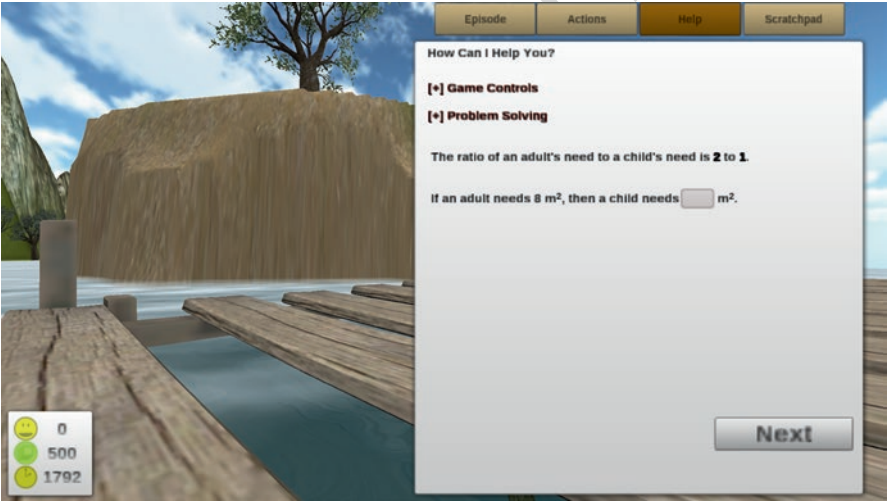 Episode Actions Help Scratchpad
How Can I Help You?
[+] Game Controls
[+] Problem Solving
The ratio of an adult's need to a child's need is 2 to 1.
If an adult needs 8 m², then a child needs m².
Next
0
500
1792